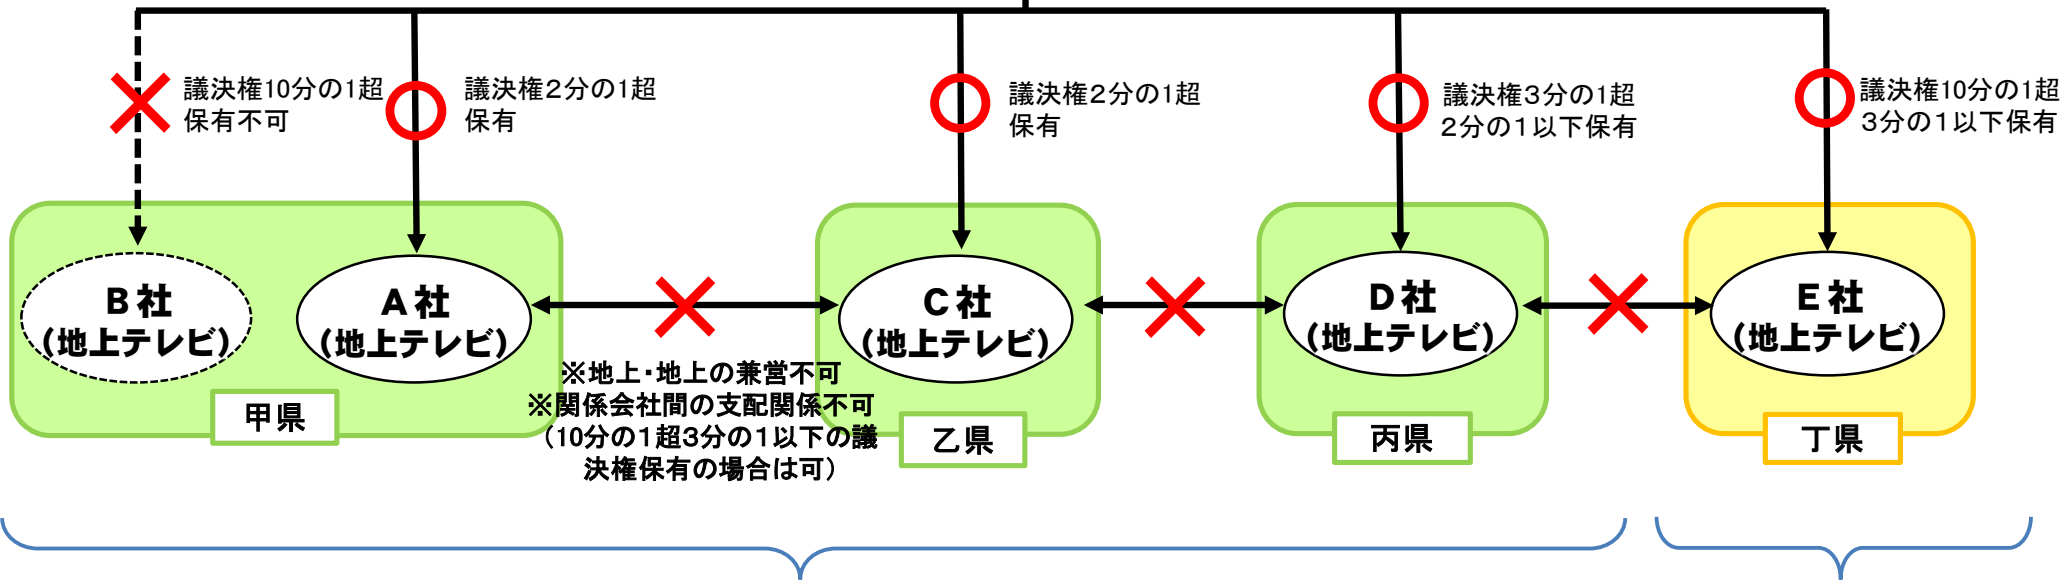 議決権10分の1超
保有不可
議決権２分の1超
保有
議決権２分の1超
保有
議決権３分の1超
２分の１以下保有
議決権10分の1超
３分の１以下保有
Ｂ社
（地上テレビ）
Ａ社
（地上テレビ）
Ｃ社
（地上テレビ）
Ｄ社
（地上テレビ）
Ｅ社
（地上テレビ）
※地上・地上の兼営不可
※関係会社間の支配関係不可
（10分の１超３分の１以下の議
決権保有の場合は可）
甲県
乙県
丙県
丁県